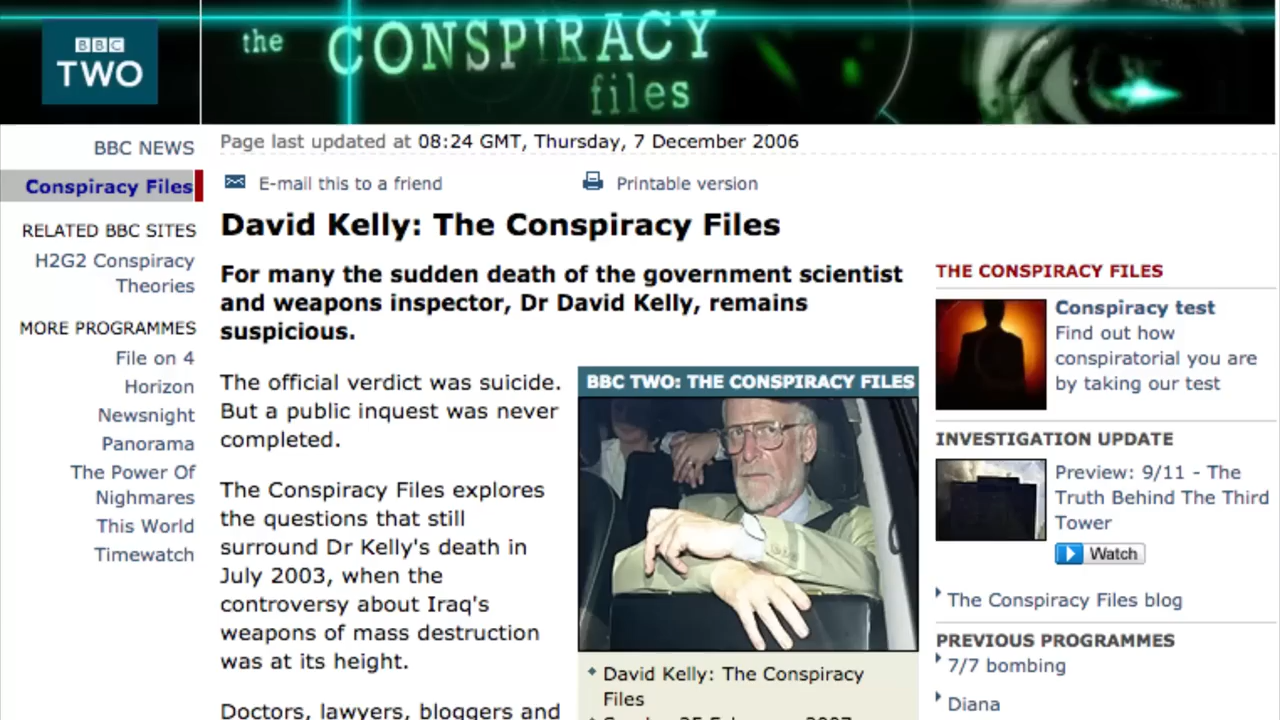 BBC
TWO
the CONSPIRACY
files
Page last updated at 08:24 GMT, Thursday, 7 December 2006
BBC NEWS
Conspiracy Files
RELATED BBC SITES
H2G2 Conspiracy
Theories
MORE PROGRAMMES
File on 4
Horizon
Newsnight
Panorama
The Power Of
Nighmares
This World
Timewatch
E-mail this to a friend
Printable version
David Kelly: The Conspiracy Files
For many the sudden death of the government scientist
and weapons inspector, Dr David Kelly, remains
suspicious.
The official verdict was suicide.
But a public inquest was never
completed.
The Conspiracy Files explores
the questions that still
surround Dr Kelly's death in
July 2003, when the
controversy about Iraq's
weapons of mass destruction
was at its height.
Doctors, lawyers, bloggers and
BBC TWO: THE CONSPIRACY FILES
David Kelly: The Conspiracy
Files
THE CONSPIRACY FILES
Conspiracy test
Find out how
conspiratorial you are
by taking our test
INVESTIGATION UPDATE
Preview: 9/11 - The
Truth Behind The Third
Tower
Watch
The Conspiracy Files blog
PREVIOUS PROGRAMMES
7/7 bombing
Diana